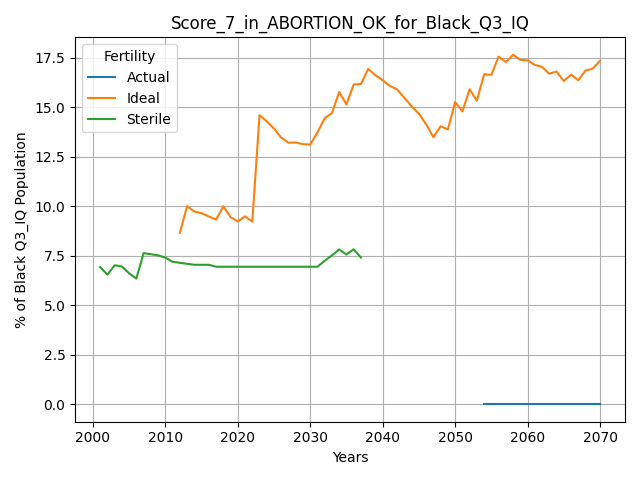 Score_7_in_ABORTION_OK_for_Black_Q3_IQ
Fertility
Actual
Ideal
Sterile
% of Black Q3_IQ Population
17.5
15.0
12.5
10.0
7.5
5.0
2.5
0.0
2000 2010 2020 2030 2040 2050 2060 2070
Years